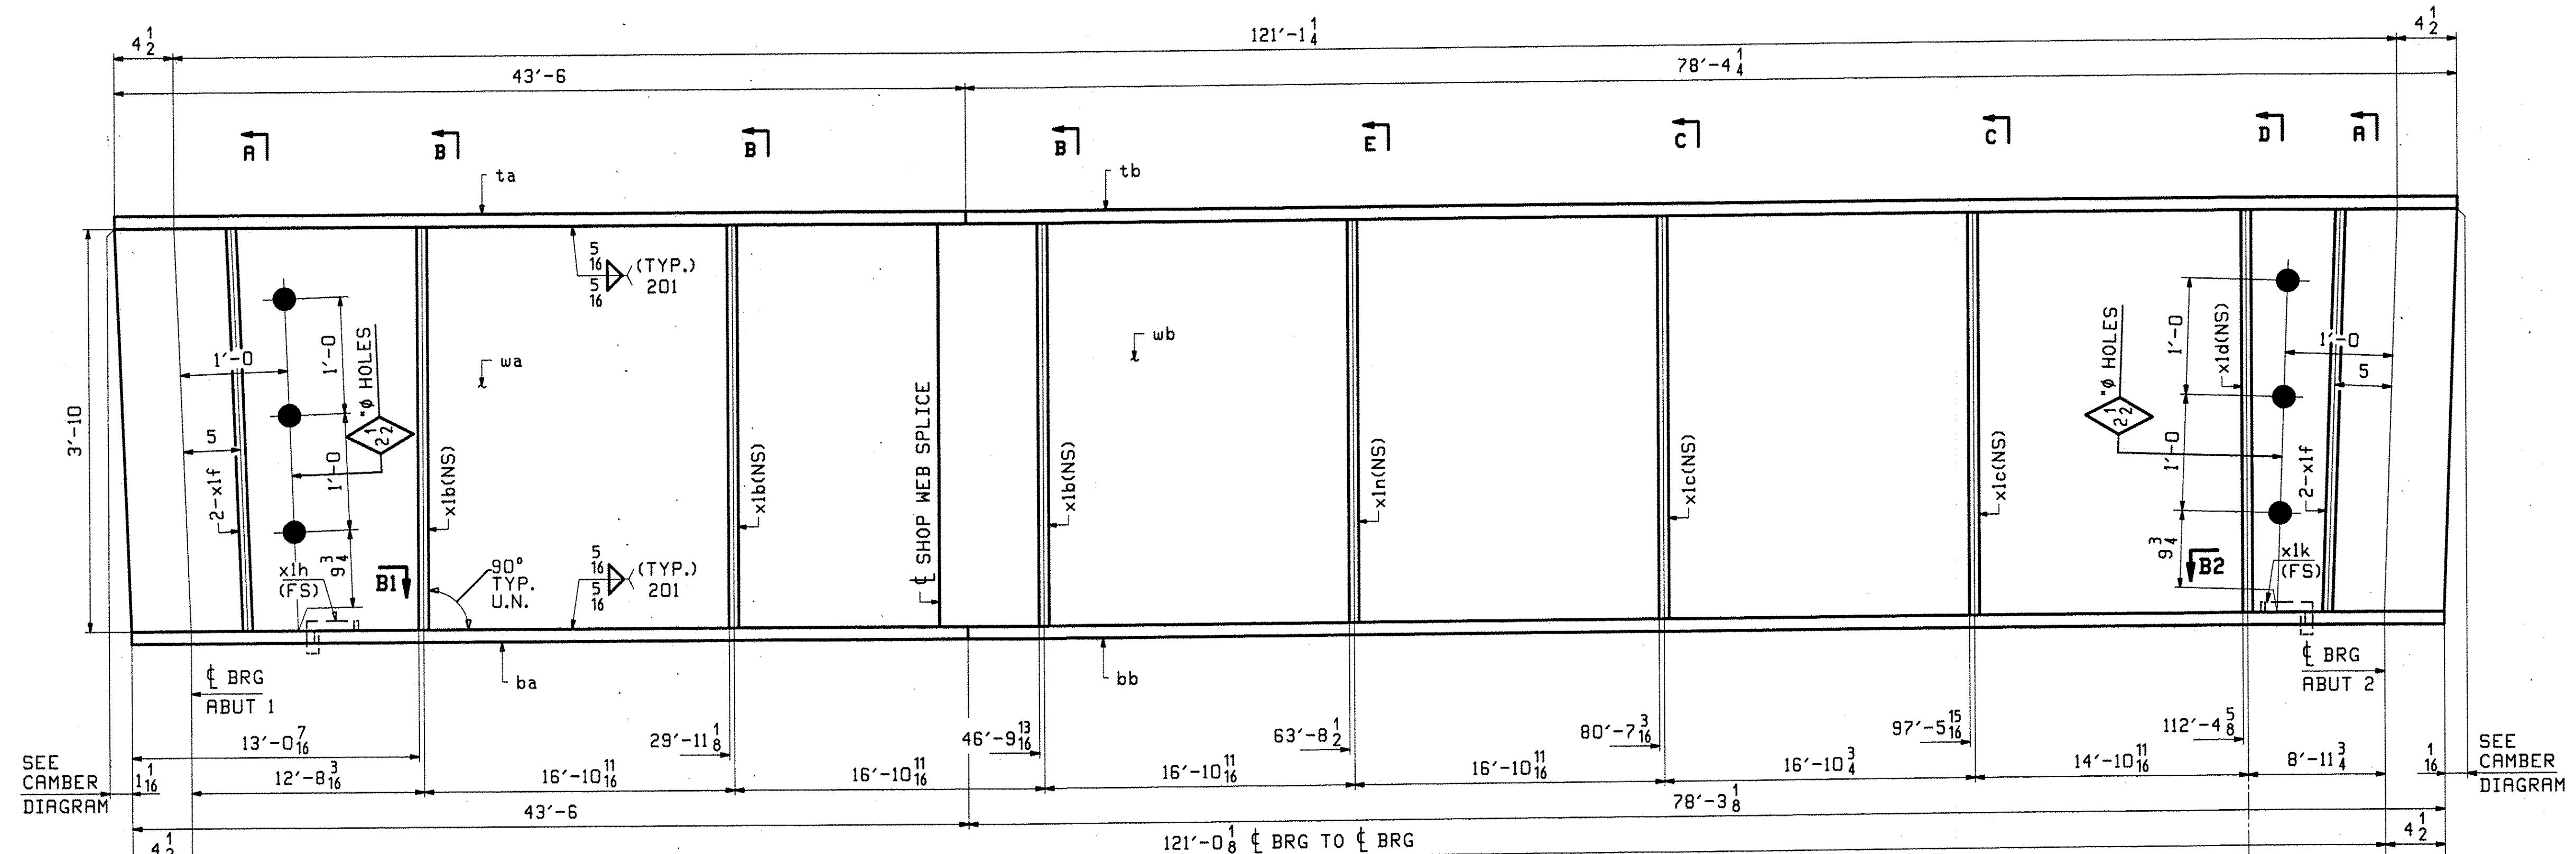 4 1/2
121′-1 1/4
4 1/2
43′-6
78′-4 1/4
A
B
B
B
E
C
C
D
A
ta
tb
5/16
5/16
(TYP.)
201
3′-10
1′-0
1′-0
1′-0
9 3/4
5
2-x1f
2 1/2
"Ø HOLES
wa
x1b(NS)
x1b(NS)
℄ SHOP WEB SPLICE
x1b(NS)
wb
x1n(NS)
x1c(NS)
x1c(NS)
2 1/2
"Ø HOLES
x1d(NS)
1′-0
1′-0
1′-0
9 3/4
5
2-x1f
x1h
(FS)
B1
90°
TYP.
U.N.
5/16
5/16
(TYP.)
201
B2
x1k
(FS)
℄ BRG
ABUT 1
ba
bb
℄ BRG
ABUT 2
13′-0 7/16
29′-11 1/8
46′-9 13/16
63′-8 1/2
80′-7 3/16
97′-5 15/16
112′-4 5/8
SEE
CAMBER
DIAGRAM
1 1/16
12′-8 3/16
16′-10 11/16
16′-10 11/16
16′-10 11/16
16′-10 11/16
16′-10 3/4
14′-10 11/16
8′-11 3/4
1/16
SEE
CAMBER
DIAGRAM
43′-6
78′-3 1/8
4 1/2
121′-0 1/8 ℄ BRG TO ℄ BRG
4 1/2